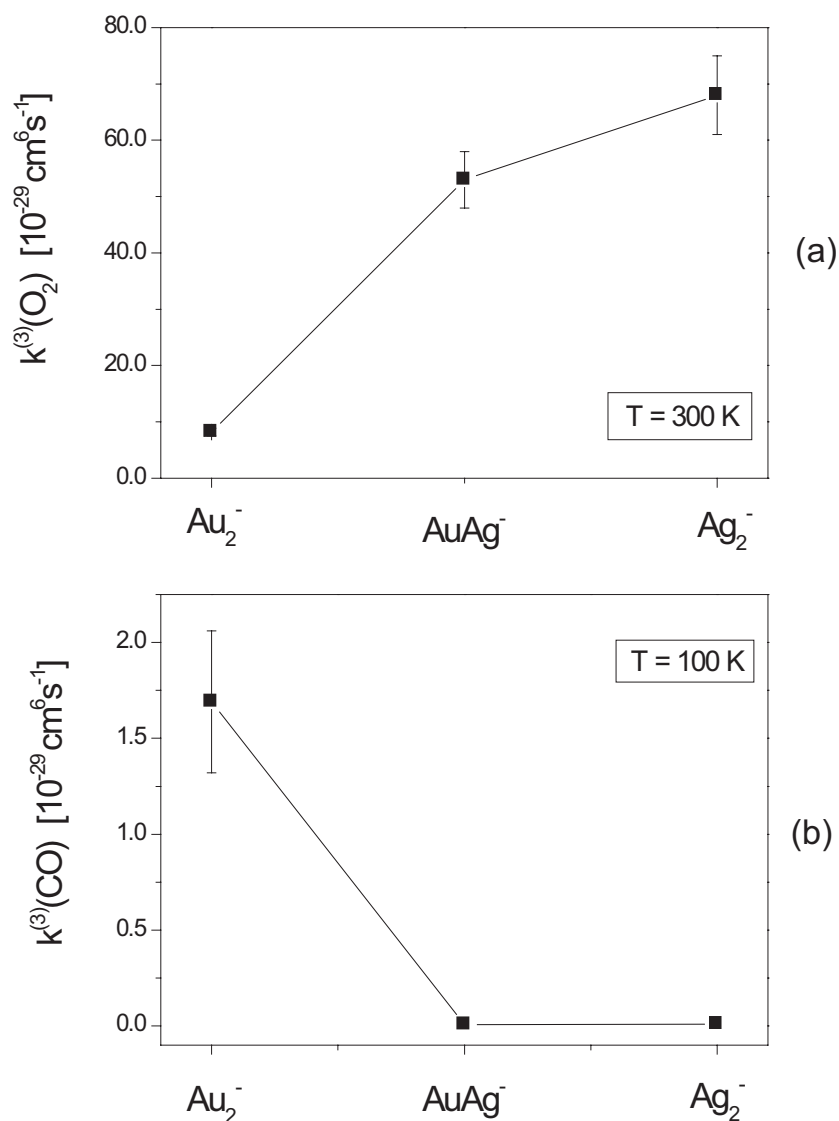 80.0
60.0
40.0
20.0
0.0
k⁽³⁾(O₂) [10⁻²⁹cm⁶s⁻¹]
(a)
T = 300 K
Au₂⁻ AuAg⁻ Ag₂⁻
2.0
1.5
1.0
0.5
0.0
k⁽³⁾(CO) [10⁻²⁹cm⁶s⁻¹]
T = 100 K
(b)
Au₂⁻ AuAg⁻ Ag₂⁻